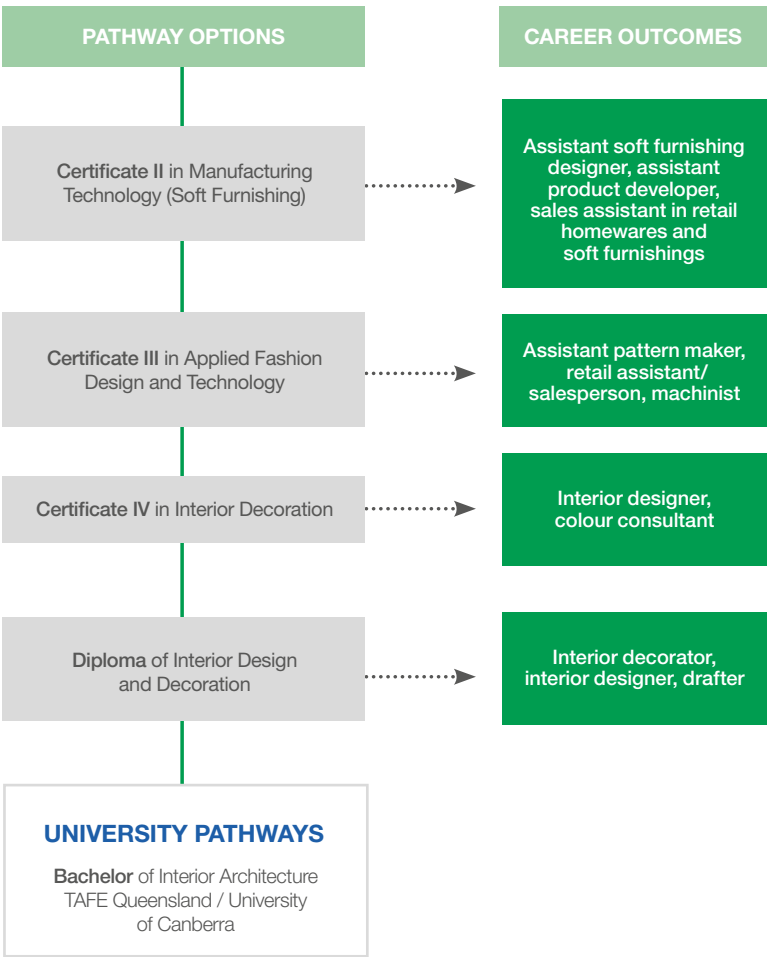 PATHWAY OPTIONS
CAREER OUTCOMES
Certificate II in Manufacturing
Technology (Soft Furnishing)
Assistant soft furnishing
designer, assistant
product developer,
sales assistant in retail
homewares and
soft furnishings
Certificate III in Applied Fashion
Design and Technology
Assistant pattern maker,
retail assistant/
salesperson, machinist
Certificate IV in Interior Decoration
Interior designer,
colour consultant
Diploma of Interior Design
and Decoration
Interior decorator,
interior designer, drafter
UNIVERSITY PATHWAYS
Bachelor of Interior Architecture
TAFE Queensland / University
of Canberra